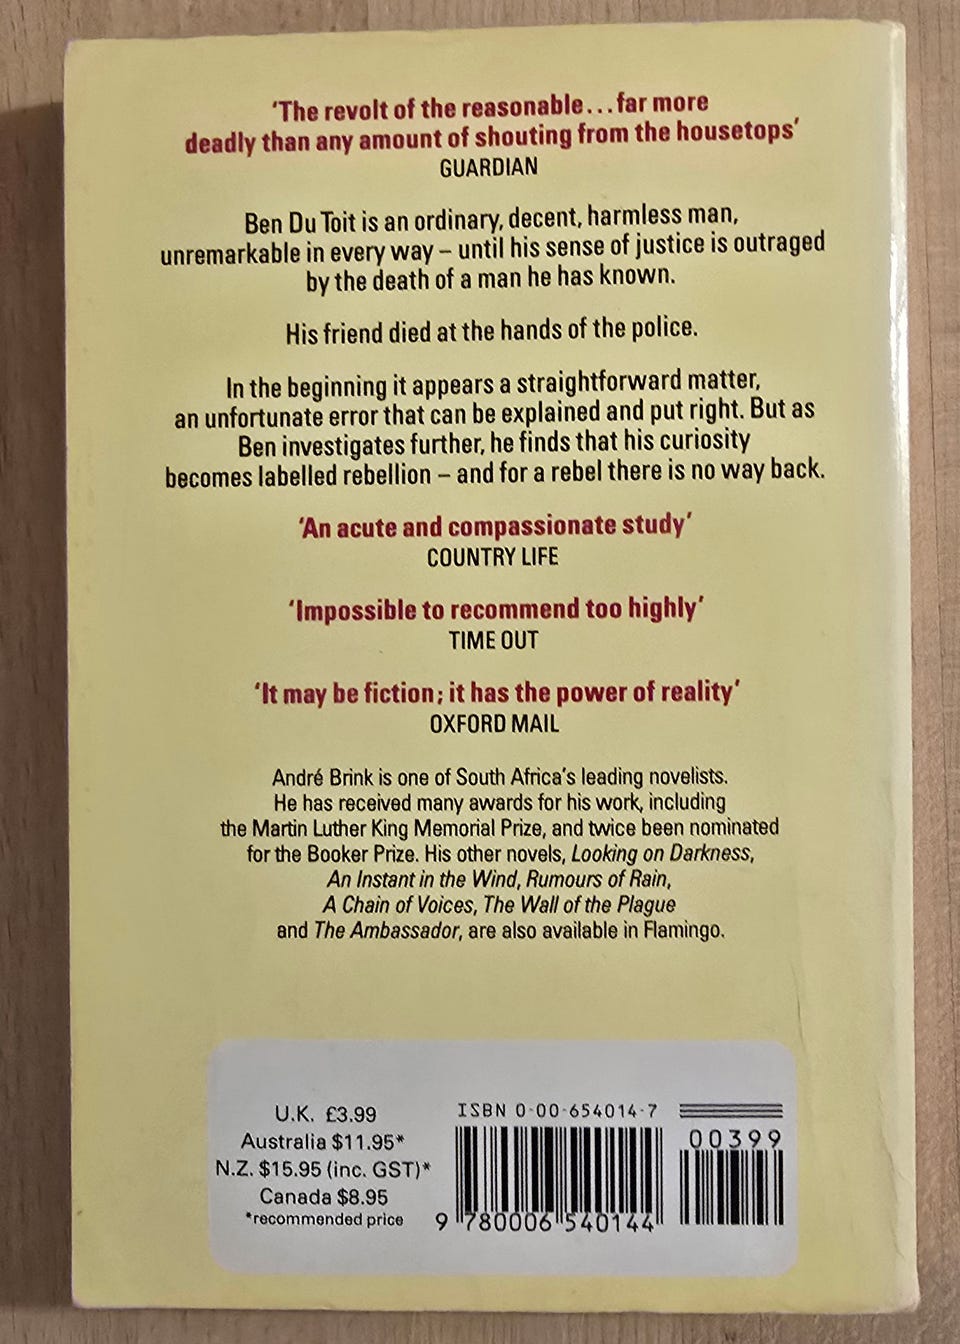 ‘The revolt of the reasonable...far more
deadly than any amount of shouting from the housetops’
GUARDIAN
Ben Du Toit is an ordinary, decent, harmless man,
unremarkable in every way – until his sense of justice is outraged
by the death of a man he has known.
His friend died at the hands of the police.
In the beginning it appears a straightforward matter,
an unfortunate error that can be explained and put right. But as
Ben investigates further, he finds that his curiosity
becomes labelled rebellion – and for a rebel there is no way back.
‘An acute and compassionate study’
COUNTRY LIFE
‘Impossible to recommend too highly’
TIME OUT
‘It may be fiction; it has the power of reality’
OXFORD MAIL
André Brink is one of South Africa’s leading novelists.
He has received many awards for his work, including
the Martin Luther King Memorial Prize, and twice been nominated
for the Booker Prize. His other novels, Looking on Darkness,
An Instant in the Wind, Rumours of Rain,
A Chain of Voices, The Wall of the Plague
and The Ambassador, are also available in Flamingo.
U.K. £3.99
Australia $11.95*
N.Z. $15.95 (inc. GST)*
Canada $8.95
*recommended price
ISBN 0-00-654014-7
00399
9 780006 540144